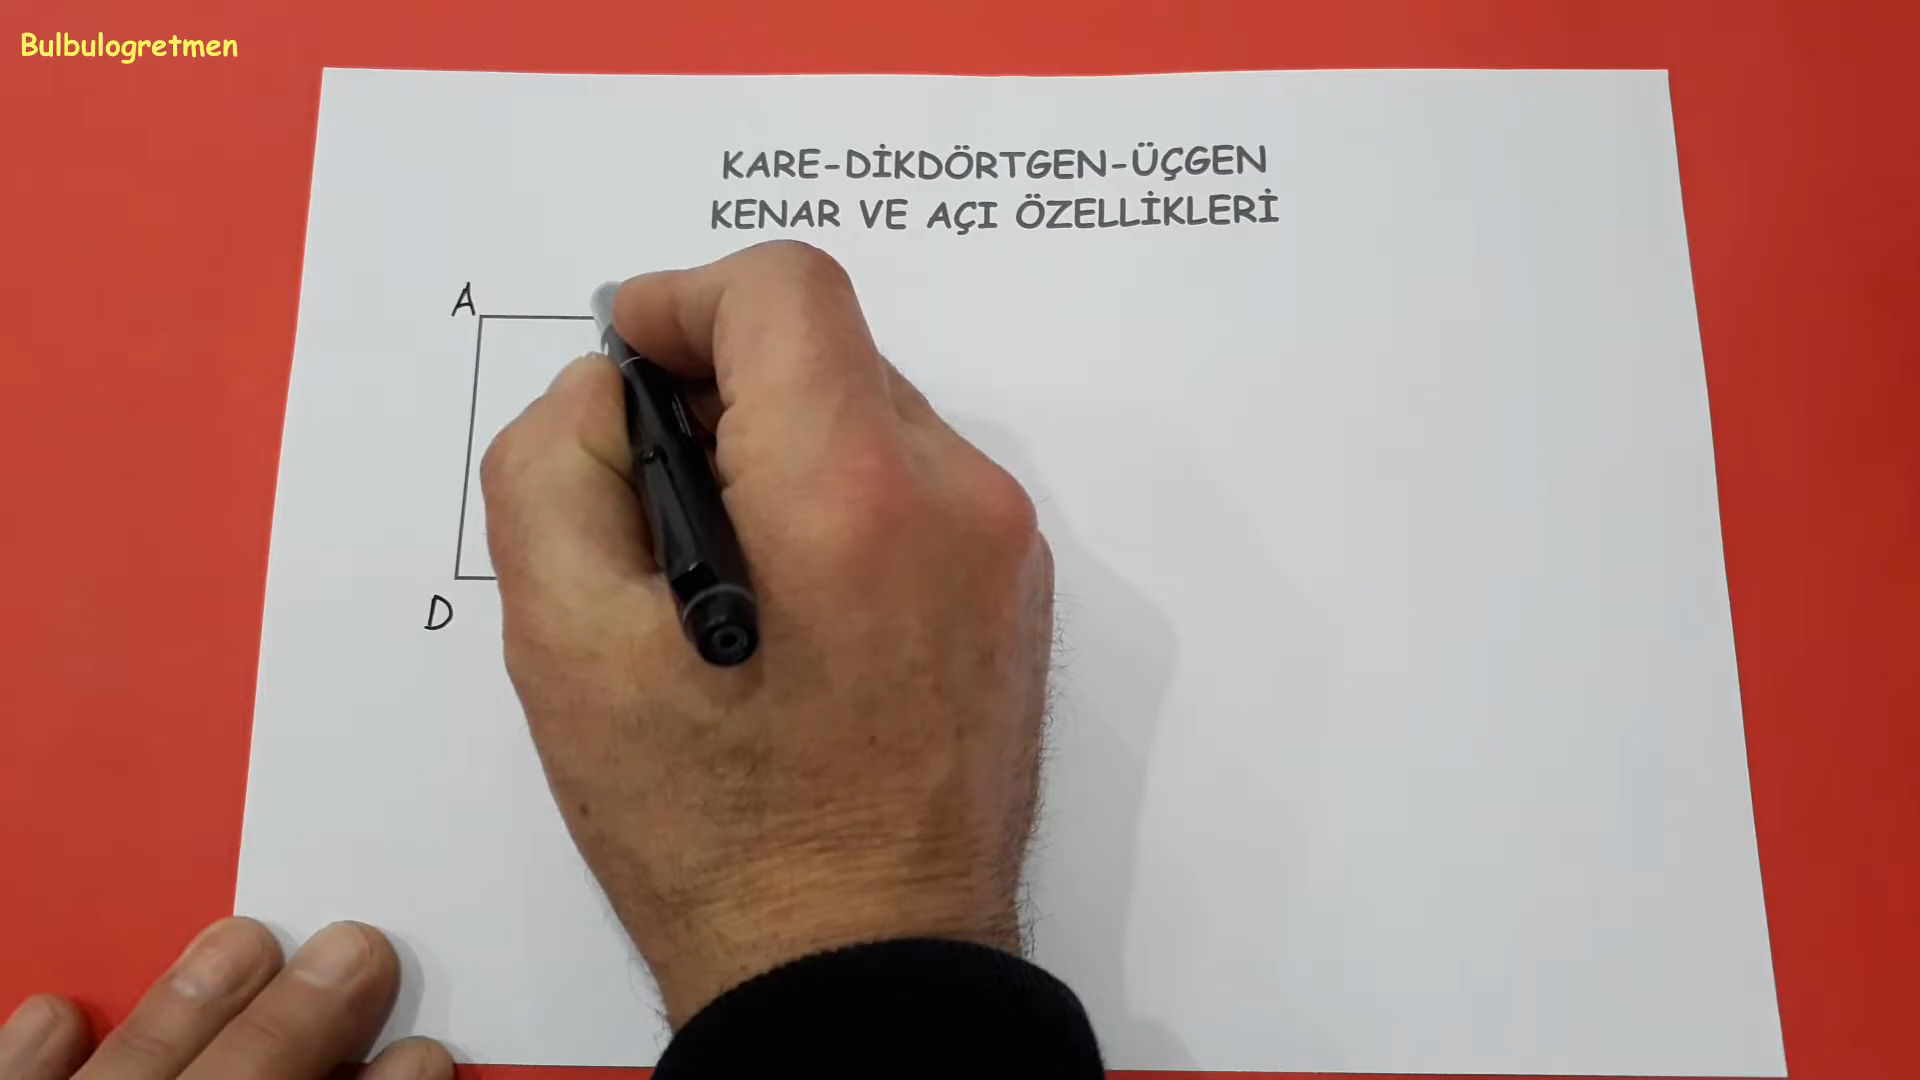 Bulbulogretmen
KARE-DİKDÖRTGEN-ÜÇGEN
KENAR VE AÇI ÖZELLİKLERİ
A
D